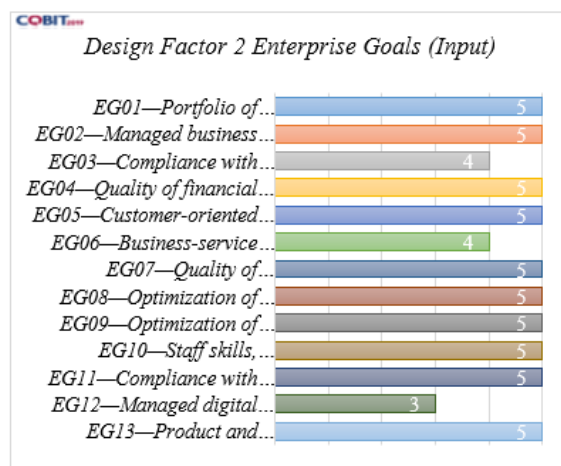 COBIT 2019
Design Factor 2 Enterprise Goals (Input)
EG01—Portfolio of... 5
EG02—Managed business 5
EG03—Compliance with 4
EG04—Quality of financial 5
EG05—Customer-oriented 5
EG06—Business-service 4
EG07—Quality of... 5
EG08—Optimization of... 5
EG09—Optimization of... 5
EG10—Staff skills,... 5
EG11—Compliance with... 5
EG12—Managed digital 3
EG13—Product and... 5